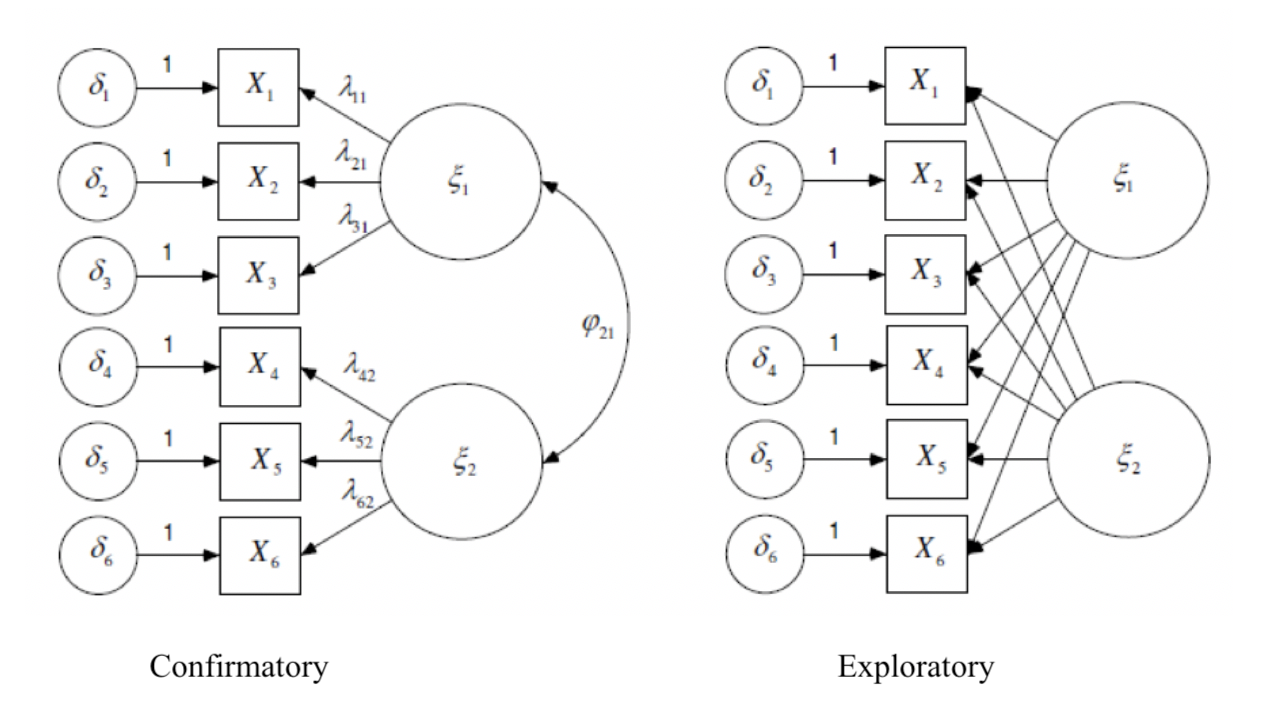 δ₁ 1 X₁ λ₁₁
δ₂ 1 X₂ λ₂₁
ξ₁
δ₃ 1 X₃ λ₃₁
φ₂₁
δ₄ 1 X₄ λ₄₂
δ₅ 1 X₅ λ₅₂
ξ₂
δ₆ 1 X₆ λ₆₂
Confirmatory
δ₁ 1 X₁
δ₂ 1 X₂ ξ₁
δ₃ 1 X₃
δ₄ 1 X₄
δ₅ 1 X₅ ξ₂
δ₆ 1 X₆
Exploratory